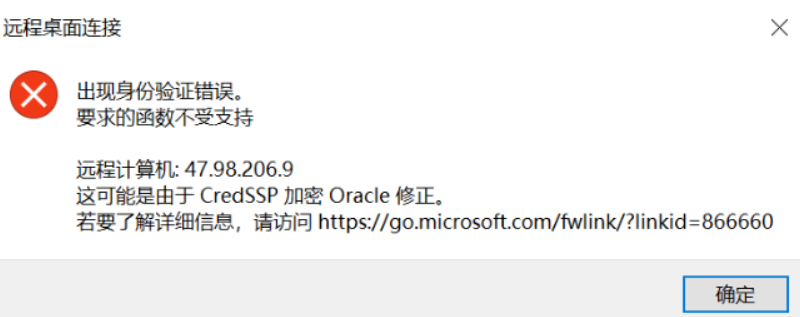 远程桌面连接
出现身份验证错误。
要求的函数不受支持
远程计算机: 47.98.206.9
这可能是由于 CredSSP 加密 Oracle 修正。
若要了解详细信息，请访问 https://go.microsoft.com/fwlink/?linkid=866660
确定